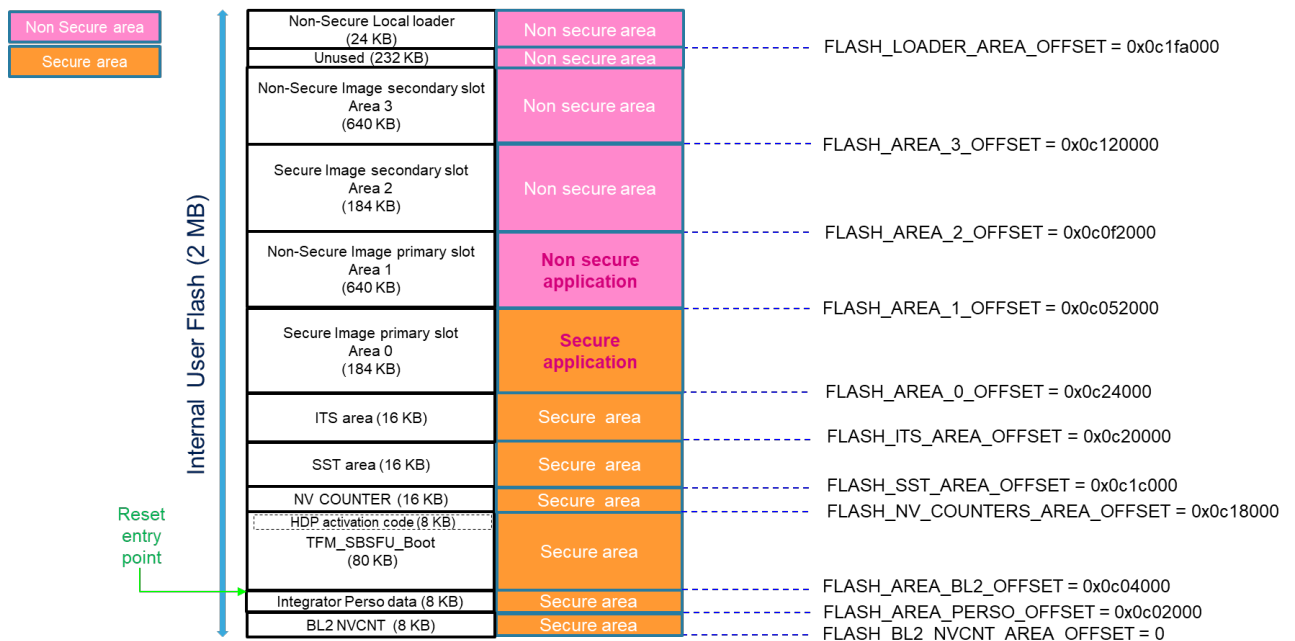 Non Secure area
Secure area
Internal User Flash (2 MB)
Reset
entry
point
Non-Secure Local loader
(24 KB)
Non secure area
FLASH_LOADER_AREA_OFFSET = 0x0c1fa000
Unused (232 KB)
Non secure area
Non-Secure Image secondary slot
Area 3
(640 KB)
Non secure area
FLASH_AREA_3_OFFSET = 0x0c120000
Secure Image secondary slot
Area 2
(184 KB)
Non secure area
FLASH_AREA_2_OFFSET = 0x0c0f2000
Non-Secure Image primary slot
Area 1
(640 KB)
Non secure
application
FLASH_AREA_1_OFFSET = 0x0c052000
Secure Image primary slot
Area 0
(184 KB)
Secure
application
FLASH_AREA_0_OFFSET = 0x0c24000
ITS area (16 KB)
Secure area
FLASH_ITS_AREA_OFFSET = 0x0c20000
SST area (16 KB)
Secure area
FLASH_SST_AREA_OFFSET = 0x0c1c000
NV COUNTER (16 KB)
Secure area
FLASH_NV_COUNTERS_AREA_OFFSET = 0x0c18000
HDP activation code (8 KB)
TFM_SBSFU_Boot
(80 KB)
Secure area
FLASH_AREA_BL2_OFFSET = 0x0c04000
Integrator Perso data (8 KB)
Secure area
FLASH_AREA_PERSO_OFFSET = 0x0c02000
BL2 NVCNT (8 KB)
Secure area
FLASH_BL2_NVCNT_AREA_OFFSET = 0